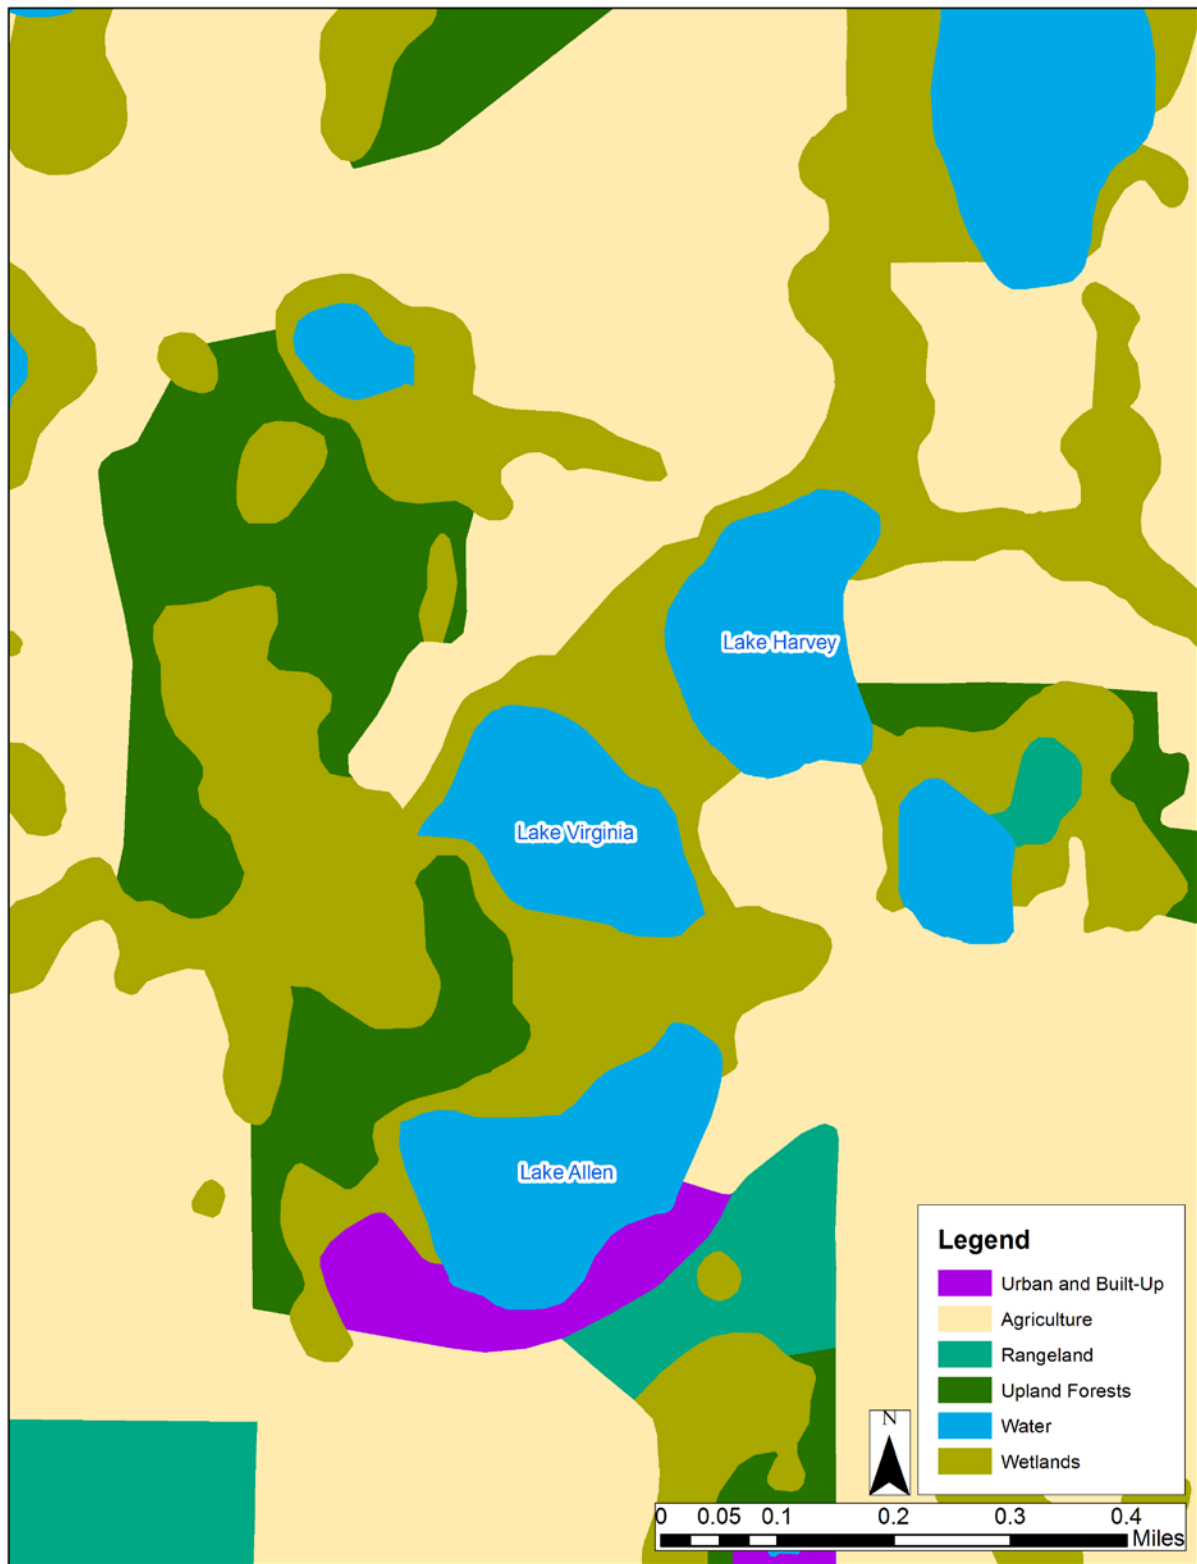 Lake Harvey
Lake Virginia
Lake Allen
Legend
Urban and Built-Up
Agriculture
Rangeland
Upland Forests
Water
Wetlands
N
0 0.05 0.1 0.2 0.3 0.4
Miles